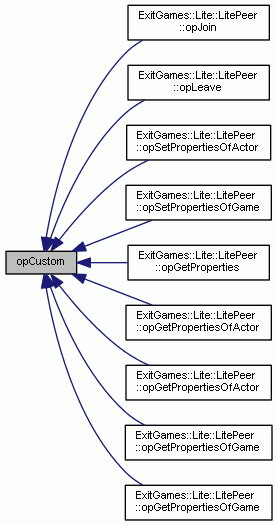 ExitGames::Lite::LitePeer
::opJoin
ExitGames::Lite::LitePeer
::opLeave
ExitGames::Lite::LitePeer
::opSetPropertiesOfActor
ExitGames::Lite::LitePeer
::opSetPropertiesOfGame
opCustom
ExitGames::Lite::LitePeer
::opGetProperties
ExitGames::Lite::LitePeer
::opGetPropertiesOfActor
ExitGames::Lite::LitePeer
::opGetPropertiesOfActor
ExitGames::Lite::LitePeer
::opGetPropertiesOfGame
ExitGames::Lite::LitePeer
::opGetPropertiesOfGame